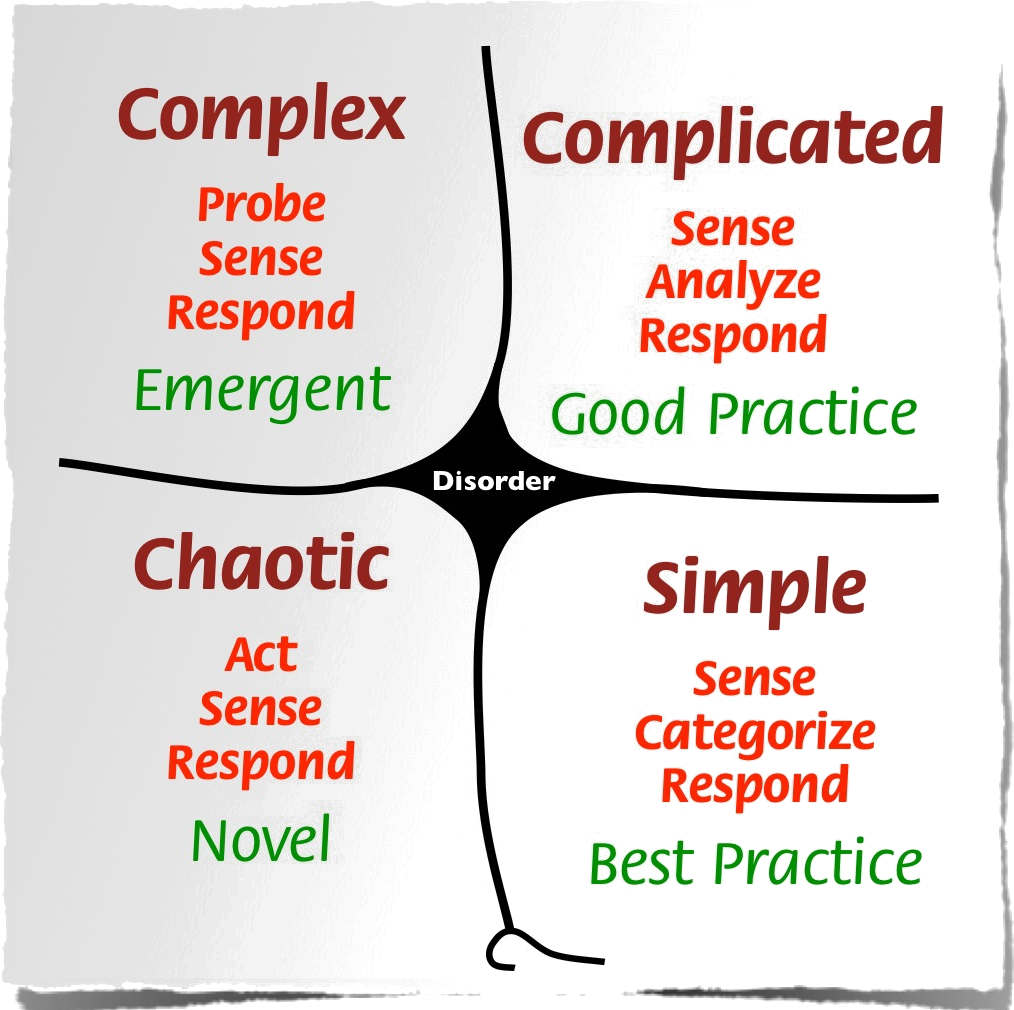 Complex
Probe
Sense
Respond
Emergent
Complicated
Sense
Analyze
Respond
Good Practice
Disorder
Chaotic
Act
Sense
Respond
Novel
Simple
Sense
Categorize
Respond
Best Practice